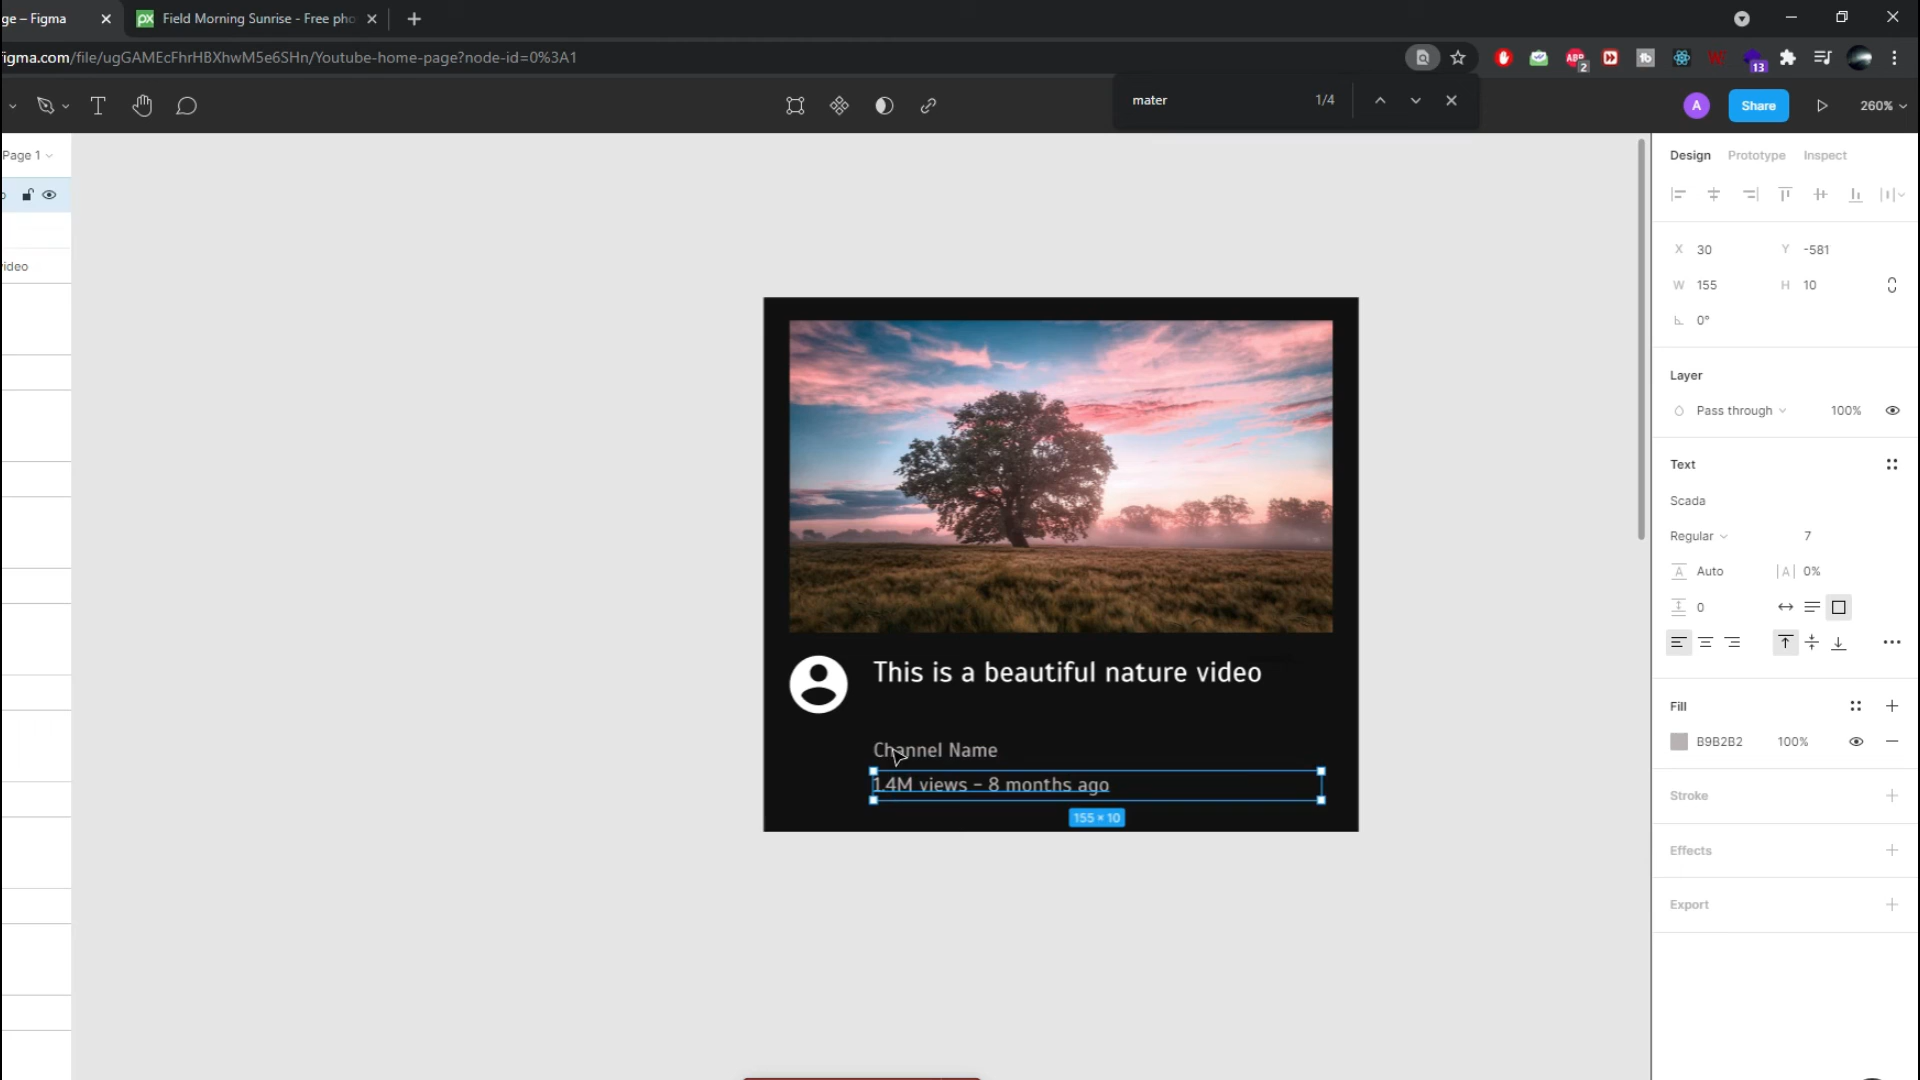 ge – Figma
Field Morning Sunrise - Free pho
igma.com/file/ugGAMEcFhrHBXhwM5e6SHn/Youtube-home-page?node-id=0%3A1
2
13
mater
1/4
A
Share
260%
Page 1
Design
Prototype
Inspect
ideo
X 30
Y -581
W 155
H 10
0°
Layer
Pass through
100%
Text
Scada
Regular
7
Auto
0%
0
This is a beautiful nature video
Channel Name
1.4M views – 8 months ago
155 × 10
Fill
B9B2B2
100%
Stroke
Effects
Export